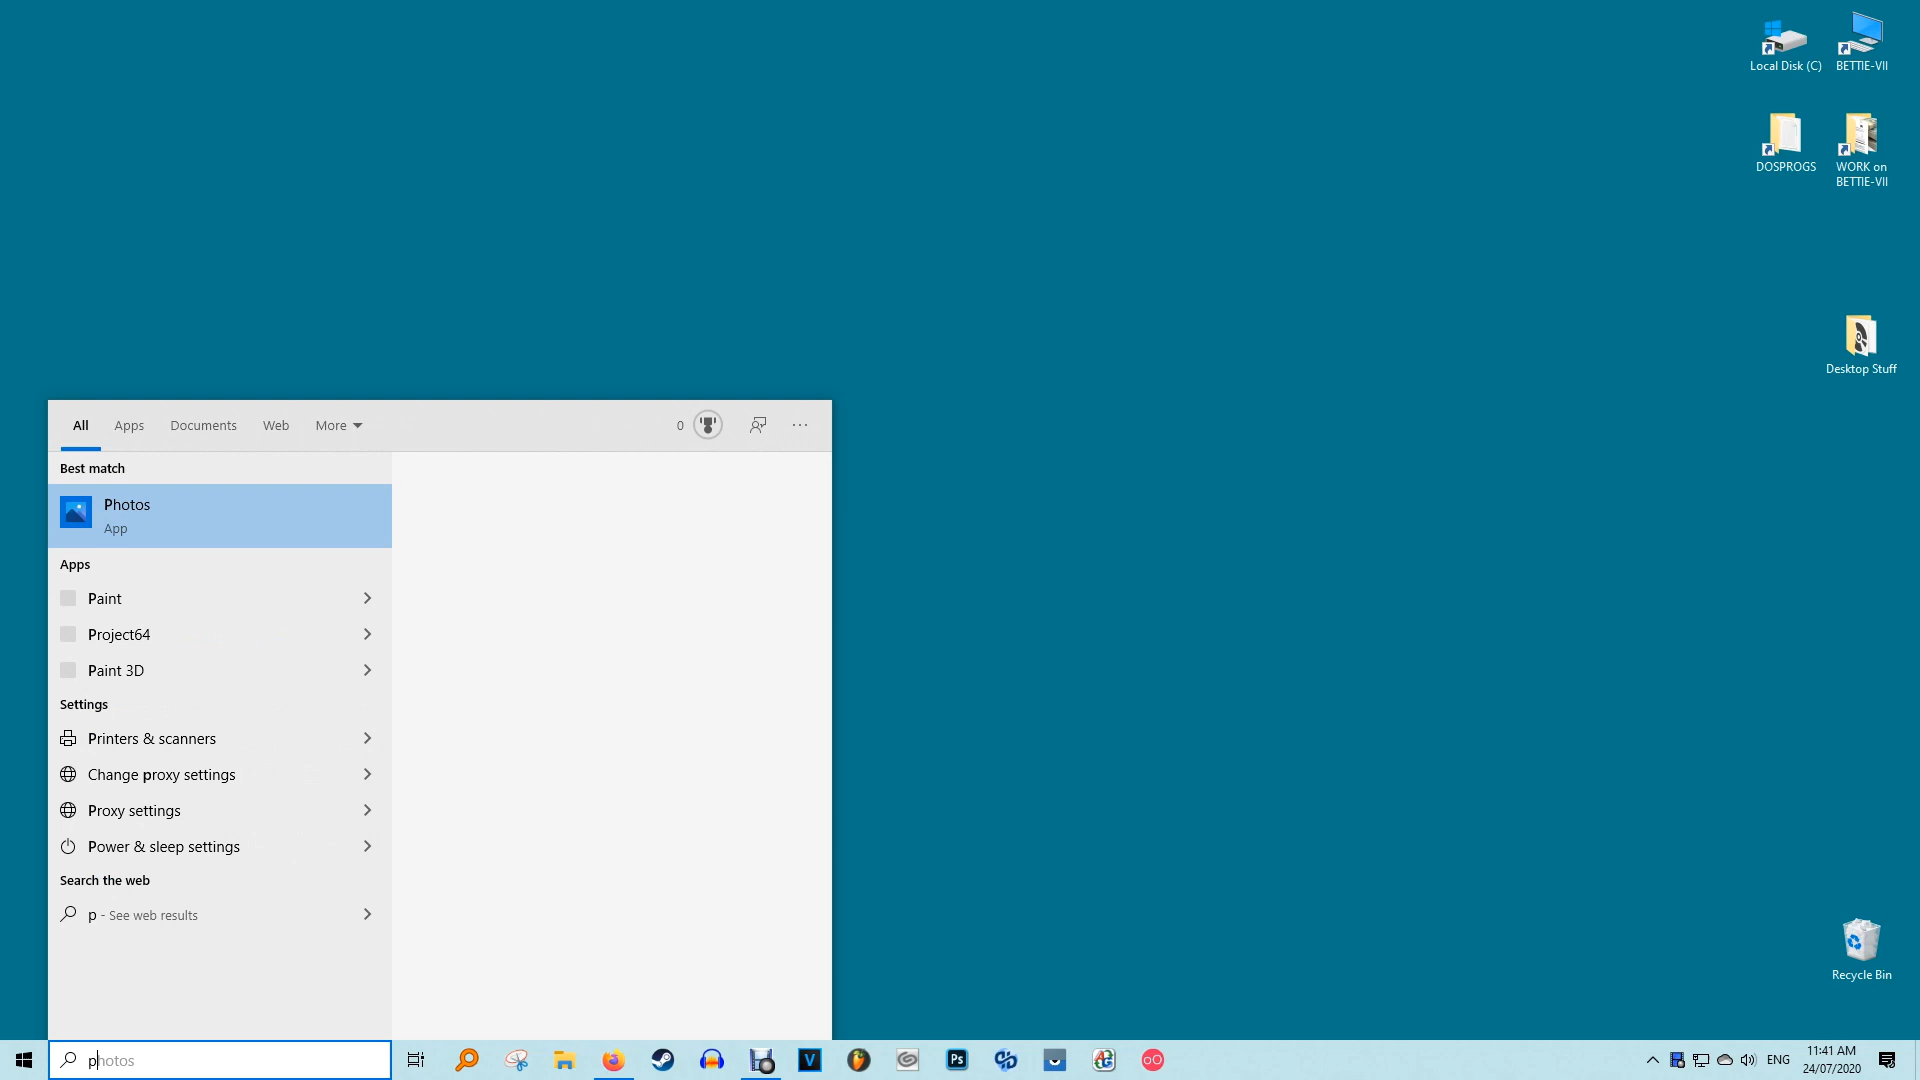 Local Disk (C)
BETTIE-VII
DOSPROGS
WORK on
BETTIE-VII
Desktop Stuff
All
Apps
Documents
Web
More
0
Best match
Photos
App
Apps
Paint
Project64
Paint 3D
Settings
Printers & scanners
Change proxy settings
Proxy settings
Power & sleep settings
Search the web
p - See web results
Recycle Bin
photos
V
Ps
ENG
11:41 AM
24/07/2020